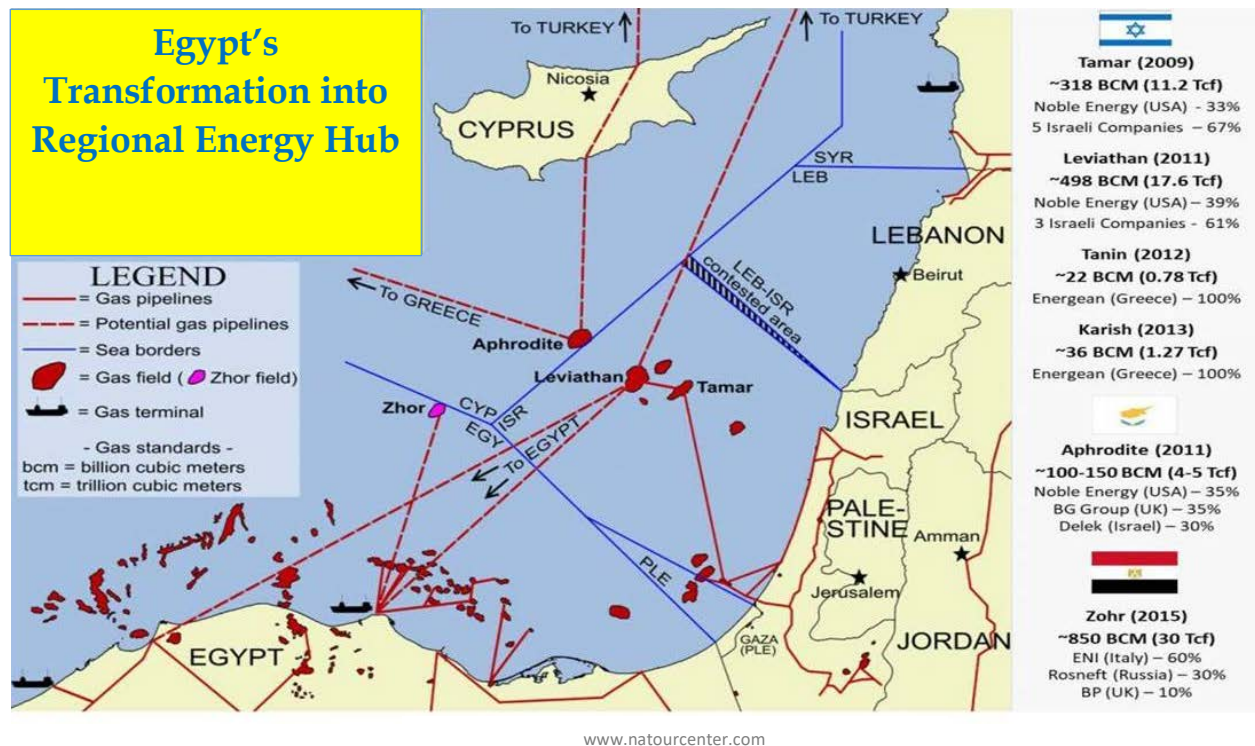 Egypt's
Transformation into
Regional Energy Hub
To TURKEY
To TURKEY
Nicosia
CYPRUS
SYR
LEB
LEBANON
Beirut
LEB-ISR
contested area
To GREECE
Aphrodite
Leviathan
Tamar
Zhor
CYP
ISR
EGY
To EGYPT
ISRAEL
PALE-
STINE
Amman
PLE
Jerusalem
GAZA
(PLE)
JORDAN
EGYPT
LEGEND
= Gas pipelines
= Potential gas pipelines
= Sea borders
= Gas field ( Zhor field)
= Gas terminal
- Gas standards -
bcm = billion cubic meters
tcm = trillion cubic meters
Tamar (2009)
~318 BCM (11.2 Tcf)
Noble Energy (USA) - 33%
5 Israeli Companies – 67%
Leviathan (2011)
~498 BCM (17.6 Tcf)
Noble Energy (USA) – 39%
3 Israeli Companies - 61%
Tanin (2012)
~22 BCM (0.78 Tcf)
Energean (Greece) – 100%
Karish (2013)
~36 BCM (1.27 Tcf)
Energean (Greece) – 100%
Aphrodite (2011)
~100-150 BCM (4-5 Tcf)
Noble Energy (USA) – 35%
BG Group (UK) – 35%
Delek (Israel) – 30%
Zohr (2015)
~850 BCM (30 Tcf)
ENI (Italy) – 60%
Rosneft (Russia) – 30%
BP (UK) – 10%
www.natourcenter.com